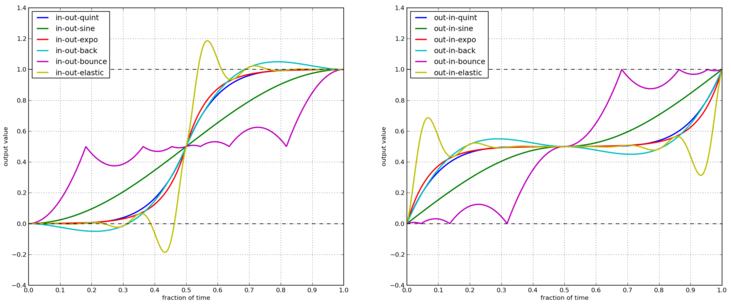 1.4
in-out-quint
in-out-sine
in-out-expo
in-out-back
in-out-bounce
in-out-elastic
1.2
1.0
0.8
0.6
0.4
0.2
0.0
−0.2
−0.4
output value
0.0 0.1 0.2 0.3 0.4 0.5 0.6 0.7 0.8 0.9 1.0
fraction of time
1.4
out-in-quint
out-in-sine
out-in-expo
out-in-back
out-in-bounce
out-in-elastic
1.2
1.0
0.8
0.6
0.4
0.2
0.0
−0.2
−0.4
output value
0.0 0.1 0.2 0.3 0.4 0.5 0.6 0.7 0.8 0.9 1.0
fraction of time